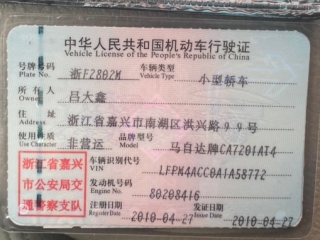 中华人民共和国机动车行驶证
Vehicle License of the People's Republic of China
号牌号码 浙F2802M 车辆类型 小型轿车
Plate No. Vehicle Type
所有人 吕大鑫
Owner
住址 浙江省嘉兴市南湖区洪兴路99号
Address
使用性质 非营运 品牌型号 马自达牌CA7201AT4
Use Character Model
浙江省嘉兴市公安局交通警察支队
车辆识别代号 LFPM4ACC0A1A58772
VIN
发动机号码 80208416
Engine No.
注册日期 2010-04-27 发证日期 2010-04-27
Register Date Issue Date